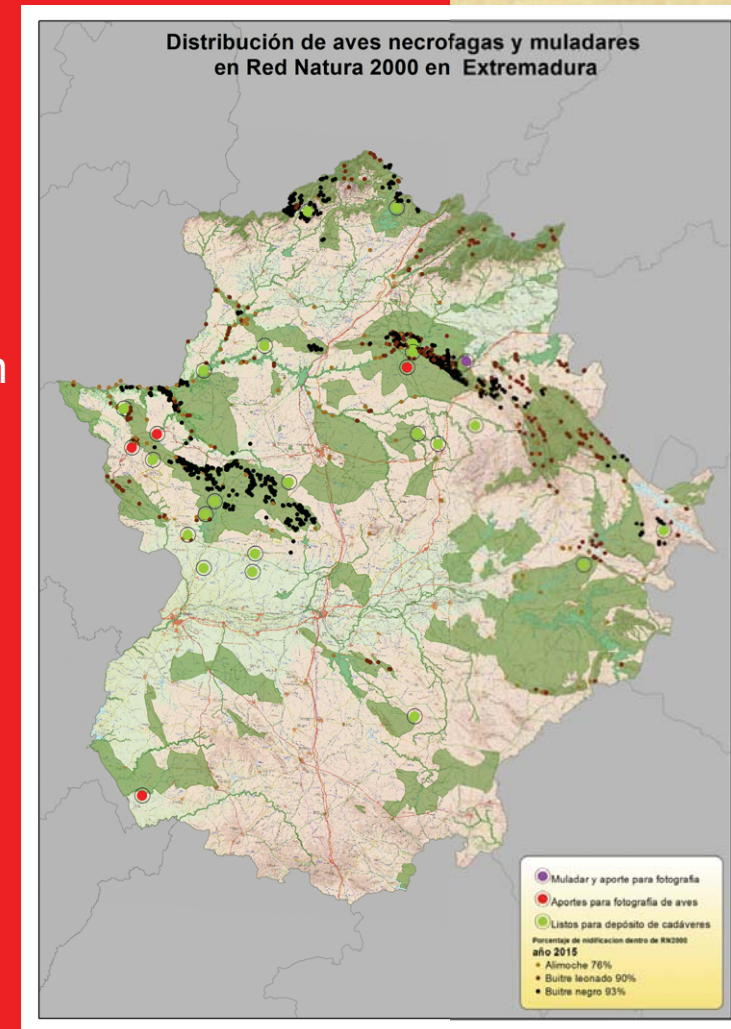 Distribución de aves necrofagas y muladares
en Red Natura 2000 en Extremadura
n
Muladar y aporte para fotografia
Aportes para fotografía de aves
Listos para depósito de cadáveres
Porcentaje de nidificacion dentro de RN2000
año 2015
Alimoche 76%
Buitre leonado 90%
Buitre negro 93%